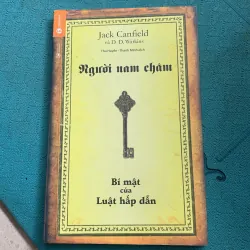 Jack Canfield
và D. D. Watkins
Người nam châm
Bí mật
của
Luật hấp dẫn